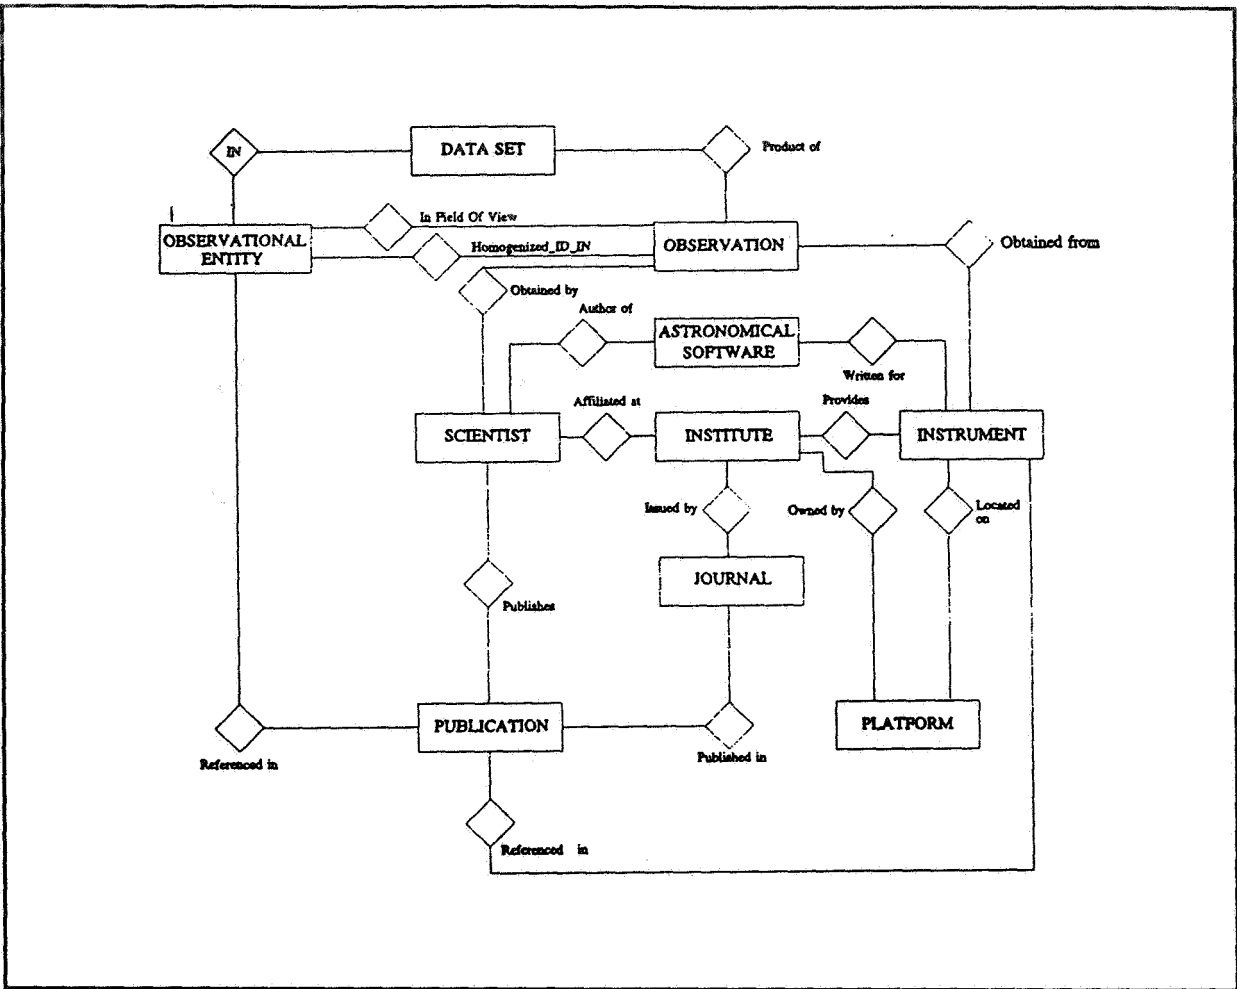 IN
DATA SET
Product of
In Field Of View
OBSERVATIONAL
ENTITY
Homogenized_ID_IN
OBSERVATION
Obtained from
Obtained by
Author of
ASTRONOMICAL
SOFTWARE
Written for
Affiliated at
Provides
SCIENTIST
INSTITUTE
INSTRUMENT
Issued by
Owned by
Located
on
JOURNAL
Publishes
PUBLICATION
PLATFORM
Referenced in
Published in
Referenced in